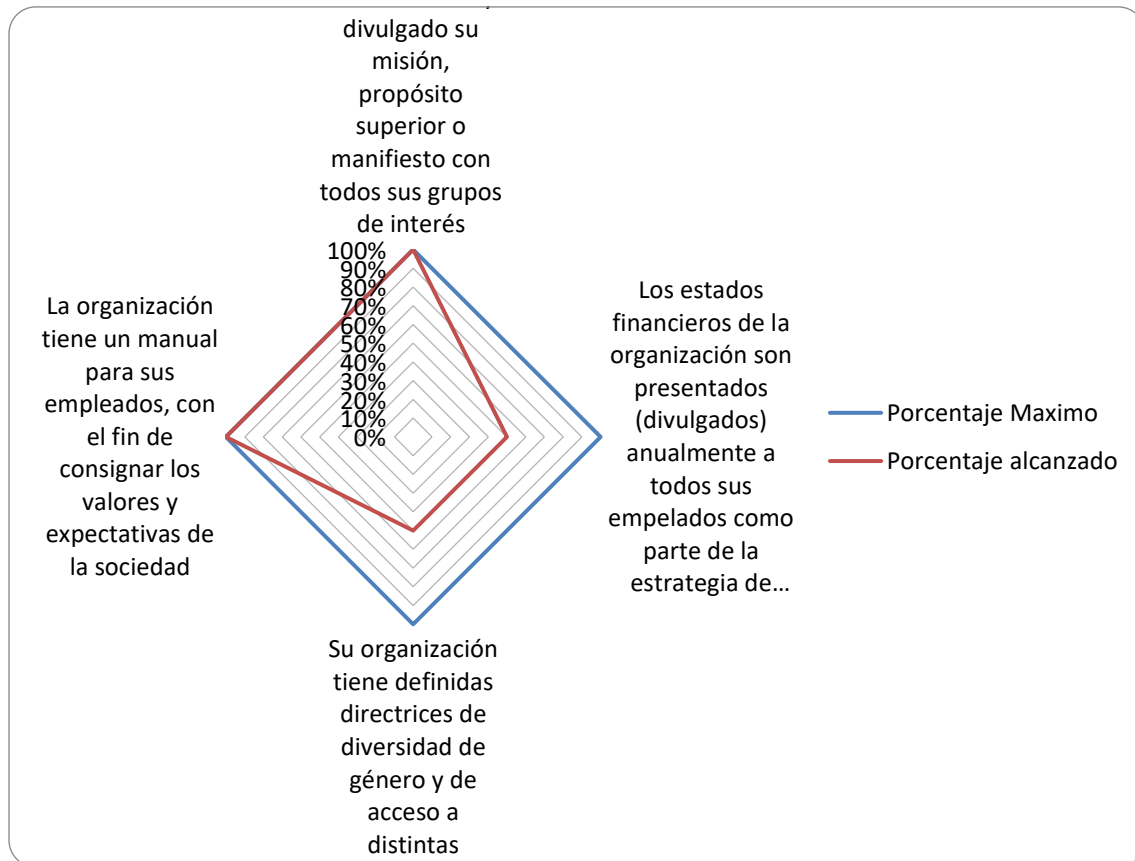 divulgado su
misión,
propósito
superior o
manifiesto con
todos sus grupos
de interés
100%
90%
80%
70%
60%
50%
40%
30%
20%
10%
0%
La organización
tiene un manual
para sus
empleados, con
el fin de
consignar los
valores y
expectativas de
la sociedad
Los estados
financieros de la
organización son
presentados
(divulgados)
anualmente a
todos sus
empelados como
parte de la
estrategia de…
Su organización
tiene definidas
directrices de
diversidad de
género y de
acceso a
distintas
Porcentaje Maximo
Porcentaje alcanzado